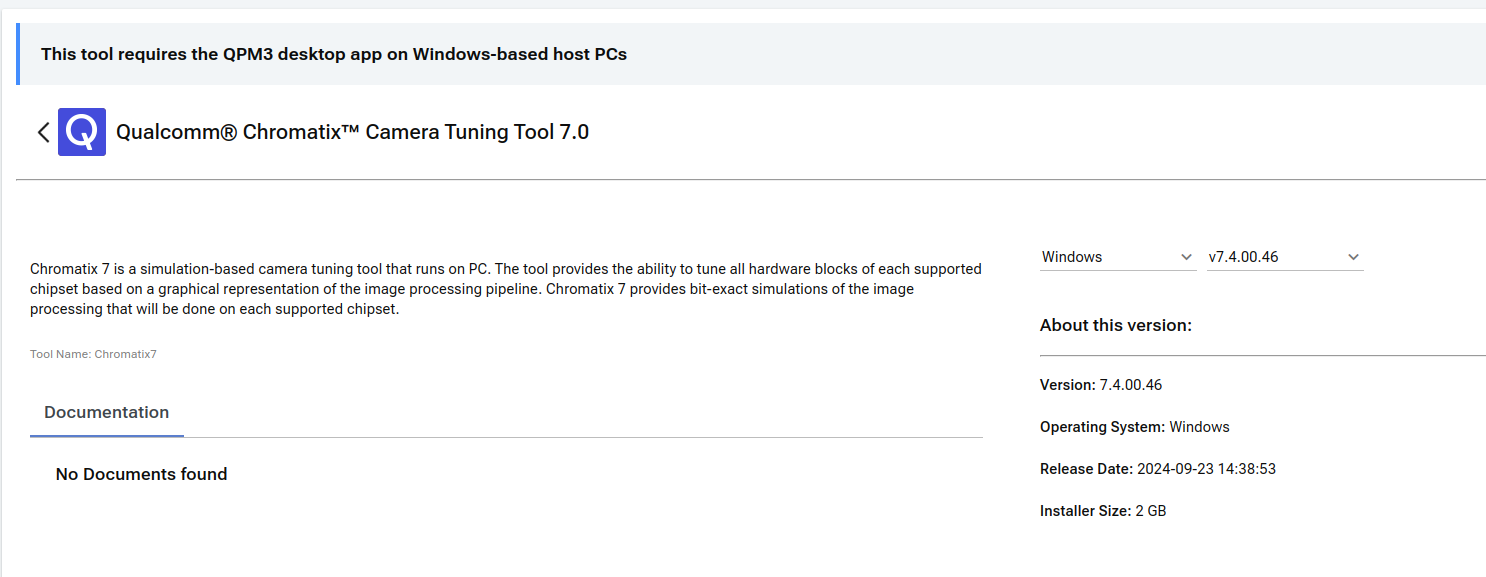 This tool requires the QPM3 desktop app on Windows-based host PCs
Qualcomm® Chromatix™ Camera Tuning Tool 7.0
Chromatix 7 is a simulation-based camera tuning tool that runs on PC. The tool provides the ability to tune all hardware blocks of each supported
chipset based on a graphical representation of the image processing pipeline. Chromatix 7 provides bit-exact simulations of the image
processing that will be done on each supported chipset.
Tool Name: Chromatix7
Documentation
No Documents found
Windows
v7.4.00.46
About this version:
Version: 7.4.00.46
Operating System: Windows
Release Date: 2024-09-23 14:38:53
Installer Size: 2 GB